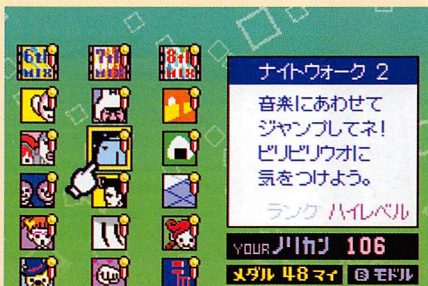 6th MIX
7th MIX
8th MIX
ナイトウォーク 2
音楽にあわせて
ジャンプしてネ!
ビリビリウオに
気をつけよう。
ランク ハイレベル
YOUR ノリカン 106
メダル 48マイ
B モドル